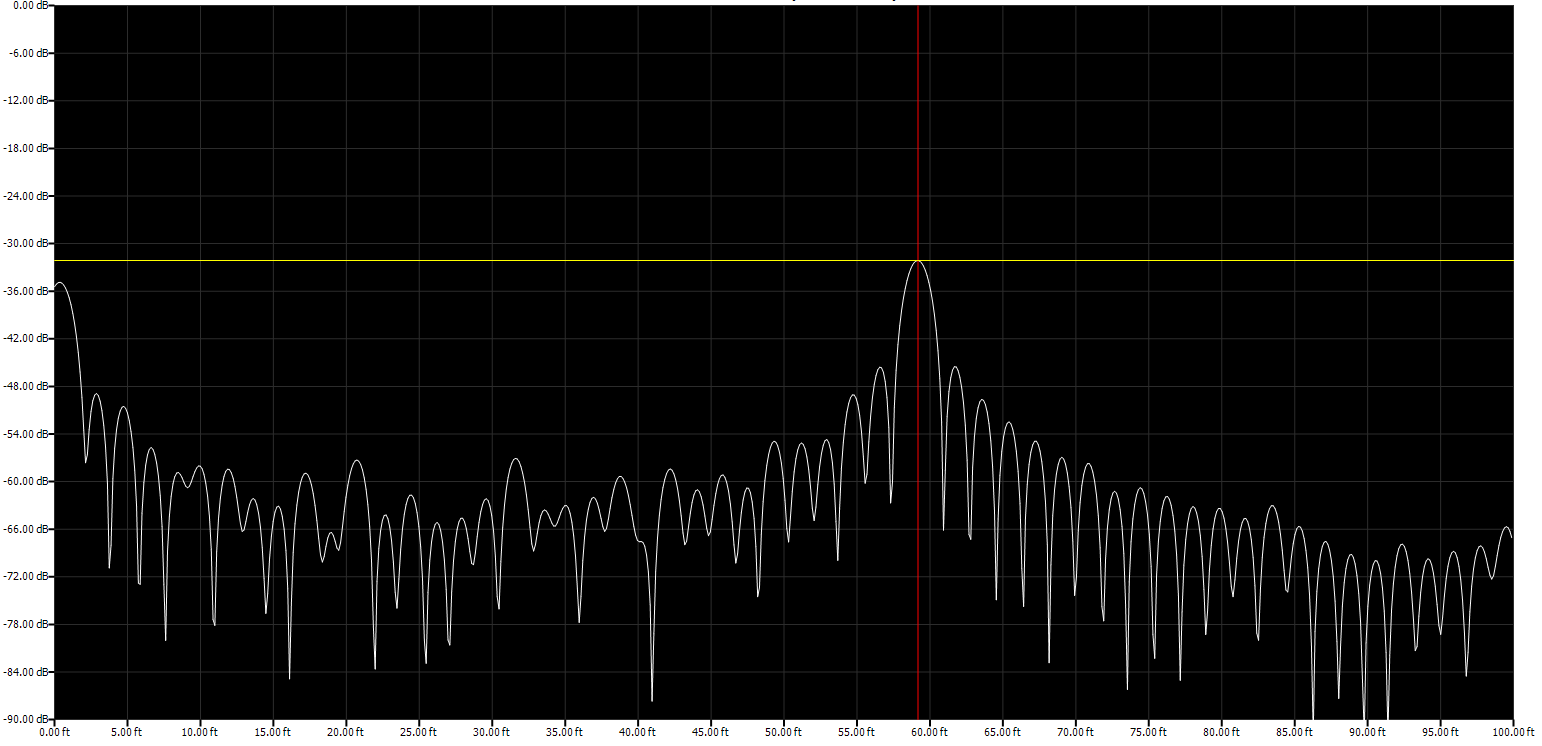 0.00 dB
-6.00 dB
-12.00 dB
-18.00 dB
-24.00 dB
-30.00 dB
-36.00 dB
-42.00 dB
-48.00 dB
-54.00 dB
-60.00 dB
-66.00 dB
-72.00 dB
-78.00 dB
-84.00 dB
-90.00 dB
0.00 ft 5.00 ft 10.00 ft 15.00 ft 20.00 ft 25.00 ft 30.00 ft 35.00 ft 40.00 ft 45.00 ft 50.00 ft 55.00 ft 60.00 ft 65.00 ft 70.00 ft 75.00 ft 80.00 ft 85.00 ft 90.00 ft 95.00 ft 100.00 ft